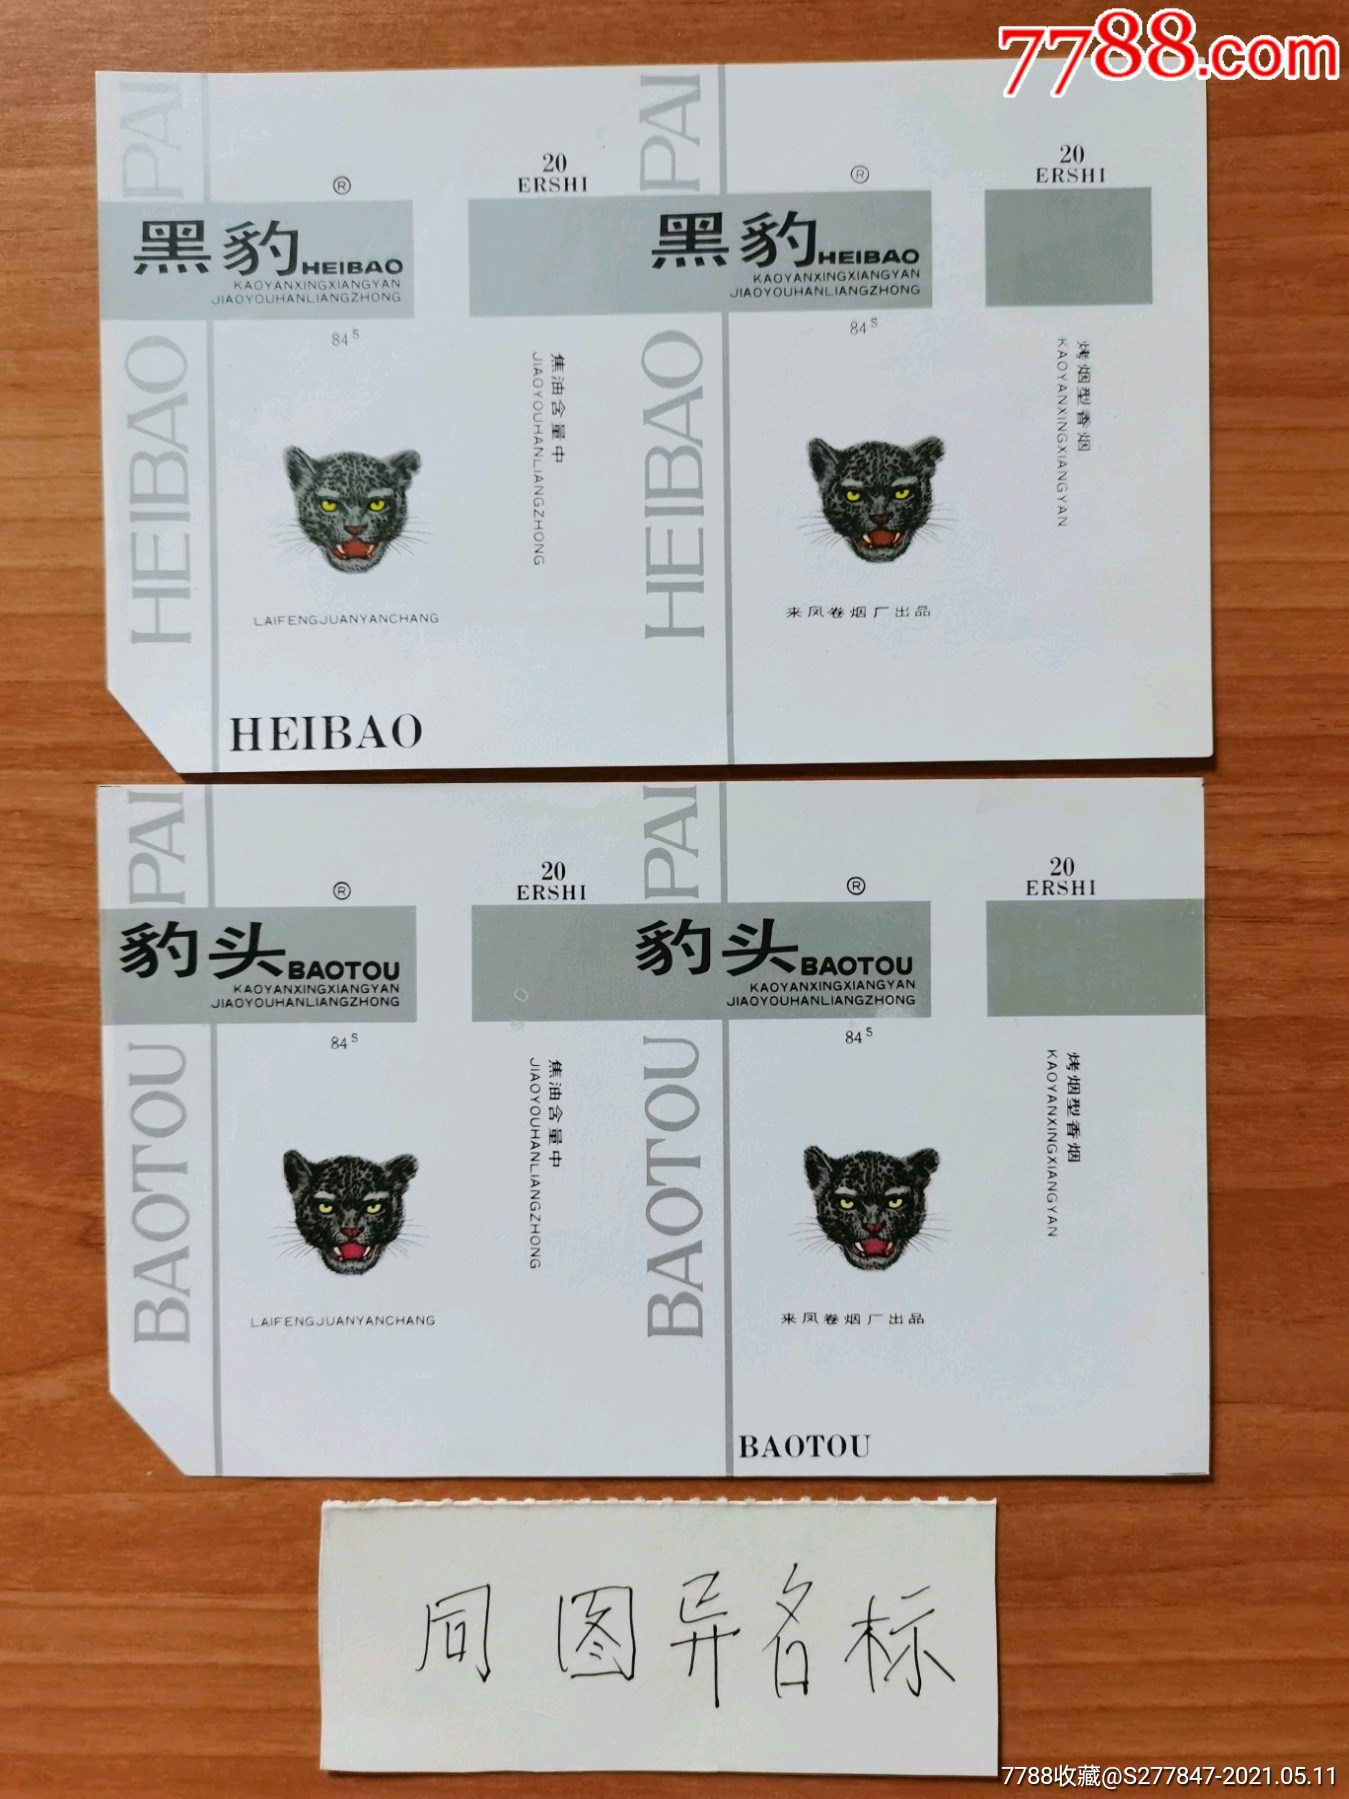 7788.com
PAI
®
20
ERSHI
PAI
®
20
ERSHI
黑豹HEIBAO
KAOYANXINGXIANGYAN
JIAOYOUHANLIANGZHONG
84S
黑豹HEIBAO
KAOYANXINGXIANGYAN
JIAOYOUHANLIANGZHONG
84S
HEIBAO
焦油含量中
JIAOYOUHANLIANGZHONG
HEIBAO
烤烟型香烟
KAOYANXINGXIANGYAN
LAIFENGJUANYANCHANG
来凤卷烟厂出品
HEIBAO
PAI
®
20
ERSHI
PAI
®
20
ERSHI
豹头BAOTOU
KAOYANXINGXIANGYAN
JIAOYOUHANLIANGZHONG
84S
豹头BAOTOU
KAOYANXINGXIANGYAN
JIAOYOUHANLIANGZHONG
84S
BAOTOU
焦油含量中
JIAOYOUHANLIANGZHONG
BAOTOU
烤烟型香烟
KAOYANXINGXIANGYAN
LAIFENGJUANYANCHANG
来凤卷烟厂出品
BAOTOU
同图异名标
7788收藏@S277847-2021.05.11